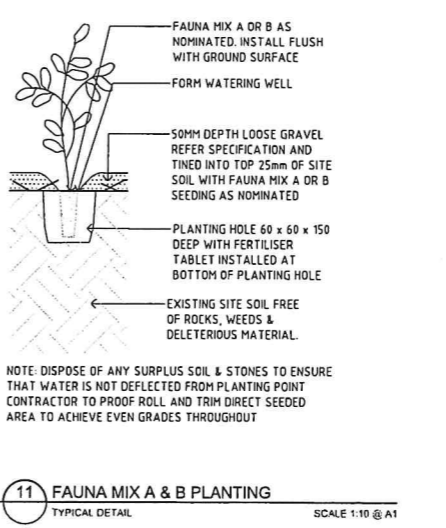 FAUNA MIX A OR B AS
NOMINATED. INSTALL FLUSH
WITH GROUND SURFACE
FORM WATERING WELL
50MM DEPTH LOOSE GRAVEL
REFER SPECIFICATION AND
TINED INTO TOP 25mm OF SITE
SOIL WITH FAUNA MIX A OR B
SEEDING AS NOMINATED
PLANTING HOLE 60 x 60 x 150
DEEP WITH FERTILISER
TABLET INSTALLED AT
BOTTOM OF PLANTING HOLE
EXISTING SITE SOIL FREE
OF ROCKS, WEEDS &
DELETERIOUS MATERIAL.
NOTE: DISPOSE OF ANY SURPLUS SOIL & STONES TO ENSURE
THAT WATER IS NOT DEFLECTED FROM PLANTING POINT
CONTRACTOR TO PROOF ROLL AND TRIM DIRECT SEEDED
AREA TO ACHIEVE EVEN GRADES THROUGHOUT
11 FAUNA MIX A & B PLANTING
TYPICAL DETAIL SCALE 1:10 @ A1